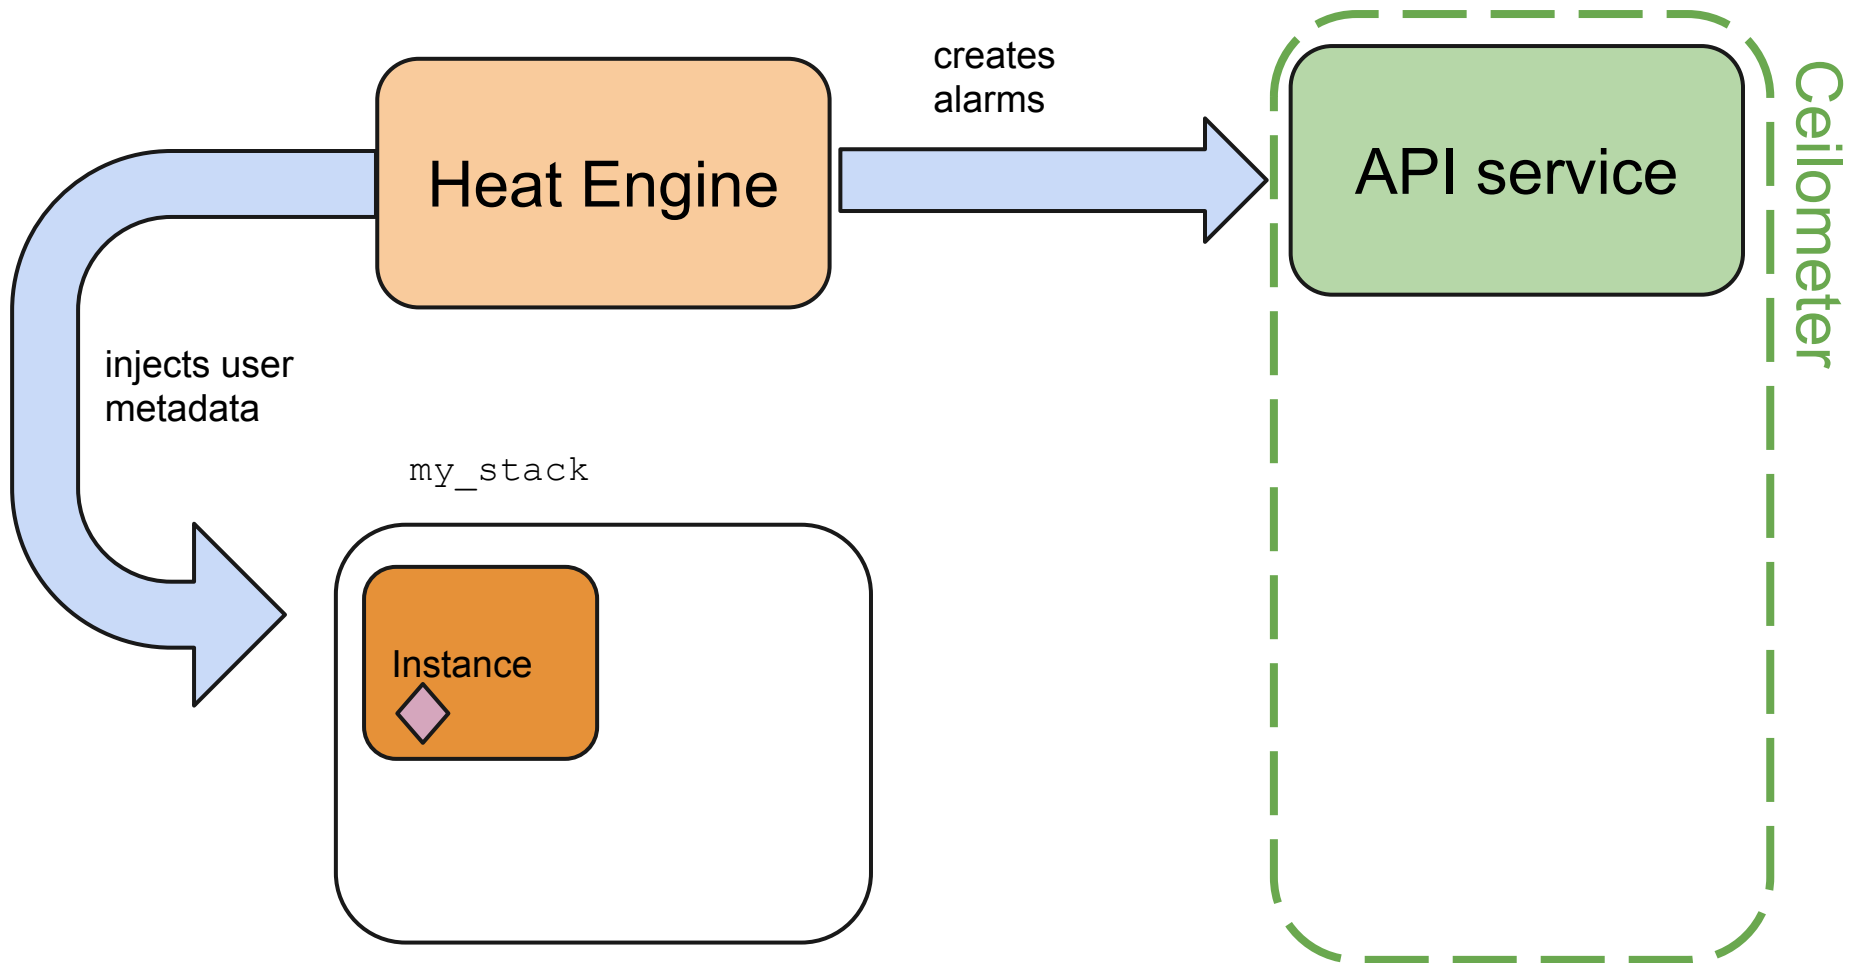 creates
alarms
Heat Engine
API service
Ceilometer
injects user
metadata
my_stack
Instance